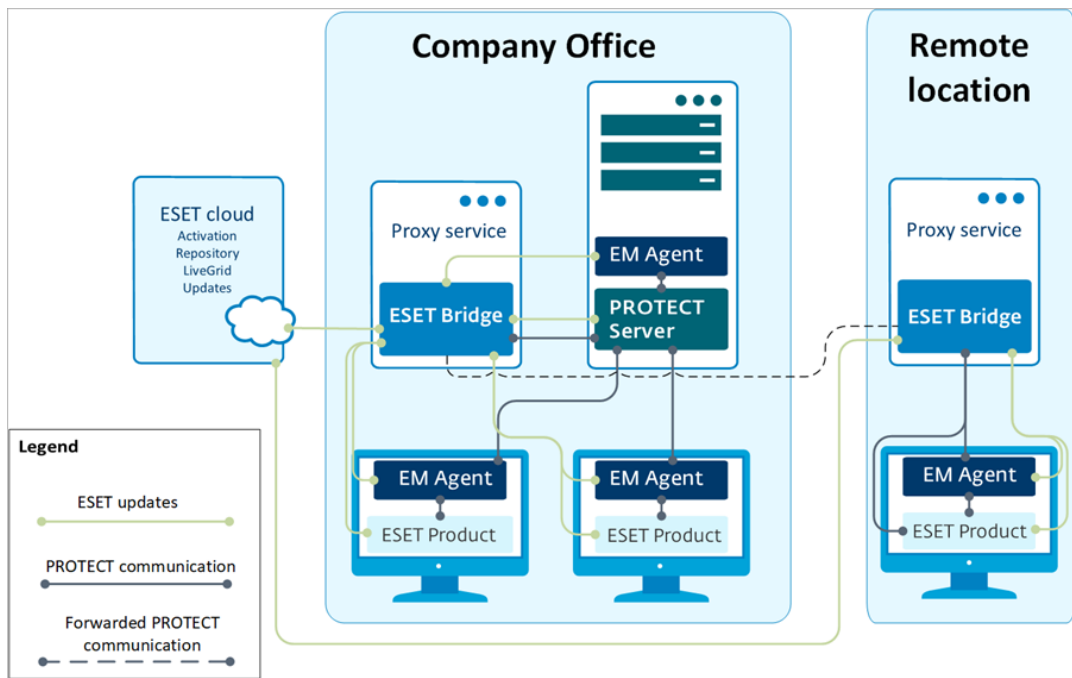 Company Office
Remote
location
ESET cloud
Activation
Repository
LiveGrid
Updates
Proxy service
ESET Bridge
EM Agent
PROTECT
Server
Proxy service
ESET Bridge
EM Agent
ESET Product
EM Agent
ESET Product
EM Agent
ESET Product
Legend
ESET updates
PROTECT communication
Forwarded PROTECT
communication